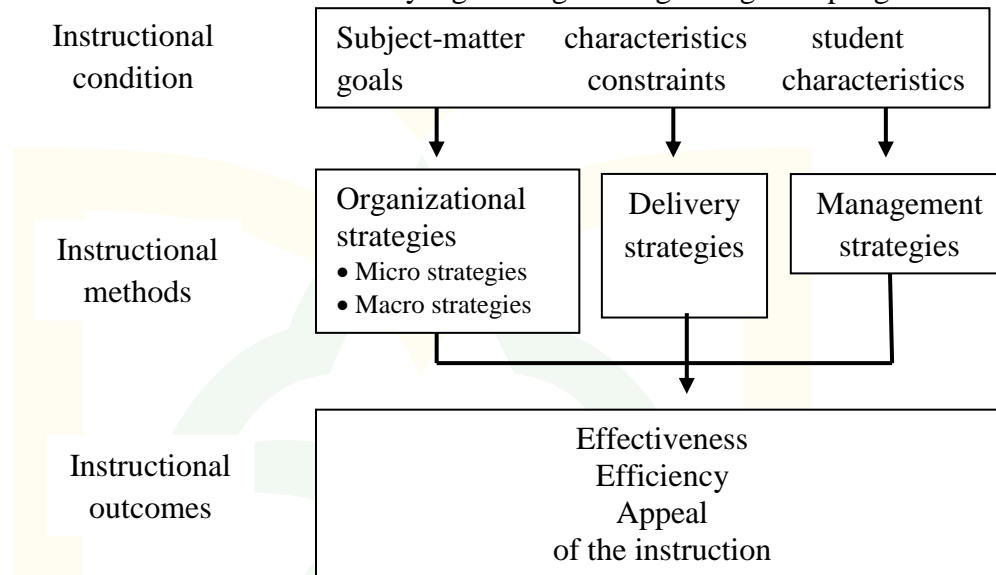 Instructional
condition
Subject-matter characteristics student
goals constraints characteristics
Instructional
methods
Organizational
strategies
• Micro strategies
• Macro strategies
Delivery
strategies
Management
strategies
Instructional
outcomes
Effectiveness
Efficiency
Appeal
of the instruction